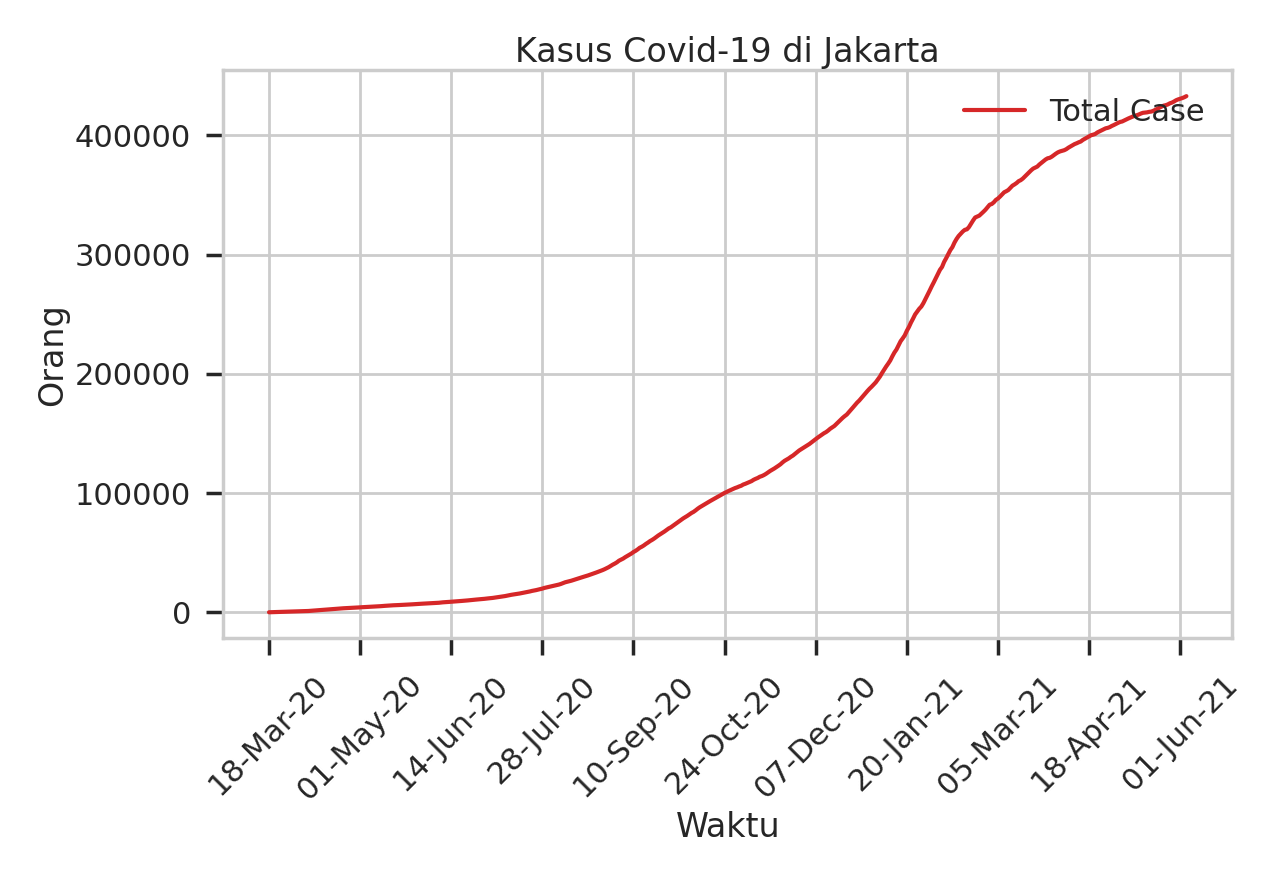 Kasus Covid-19 di Jakarta
Total Case
Orang
400000
300000
200000
100000
0
18-Mar-20
01-May-20
14-Jun-20
28-Jul-20
10-Sep-20
24-Oct-20
07-Dec-20
20-Jan-21
05-Mar-21
18-Apr-21
01-Jun-21
Waktu